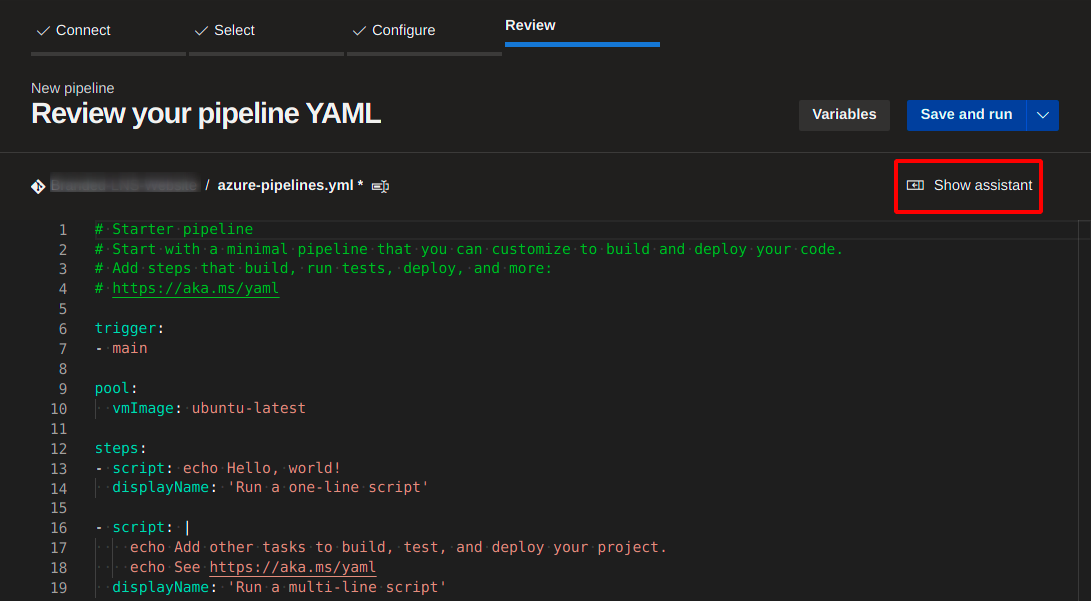 Connect
Select
Configure
Review
New pipeline
Review your pipeline YAML
Variables
Save and run
/ azure-pipelines.yml *
Show assistant
1 # Starter pipeline
2 # Start with a minimal pipeline that you can customize to build and deploy your code.
3 # Add steps that build, run tests, deploy, and more:
4 # https://aka.ms/yaml
5
6 trigger:
7 - main
8
9 pool:
10   vmImage: ubuntu-latest
11
12 steps:
13 - script: echo Hello, world!
14   displayName: 'Run a one-line script'
15
16 - script: |
17     echo Add other tasks to build, test, and deploy your project.
18     echo See https://aka.ms/yaml
19   displayName: 'Run a multi-line script'